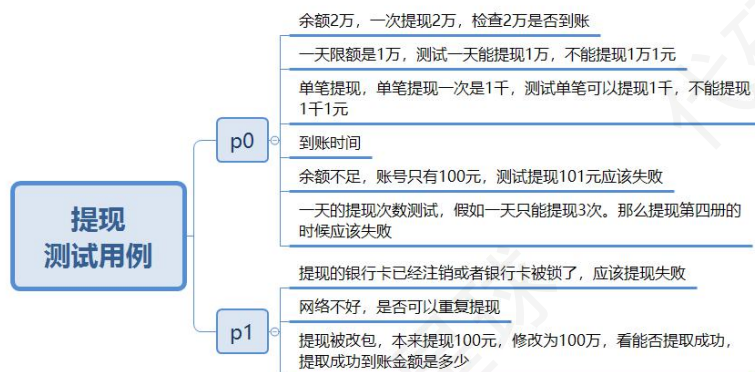 余额2万，一次提现2万，检查2万是否到账
一天限额是1万，测试一天能提现1万，不能提现1万1元
单笔提现，单笔提现一次是1千，测试单笔可以提现1千，不能提现
1千1元
p0
到账时间
余额不足，账号只有100元，测试提现101元应该失败
一天的提现次数测试，假如一天只能提现3次。那么提现第四册的
时候应该失败
提现
测试用例
提现的银行卡已经注销或者银行卡被锁了，应该提现失败
网络不好，是否可以重复提现
p1
提现被改包，本来提现100元，修改为100万，看能否提取成功，
提取成功到账金额是多少